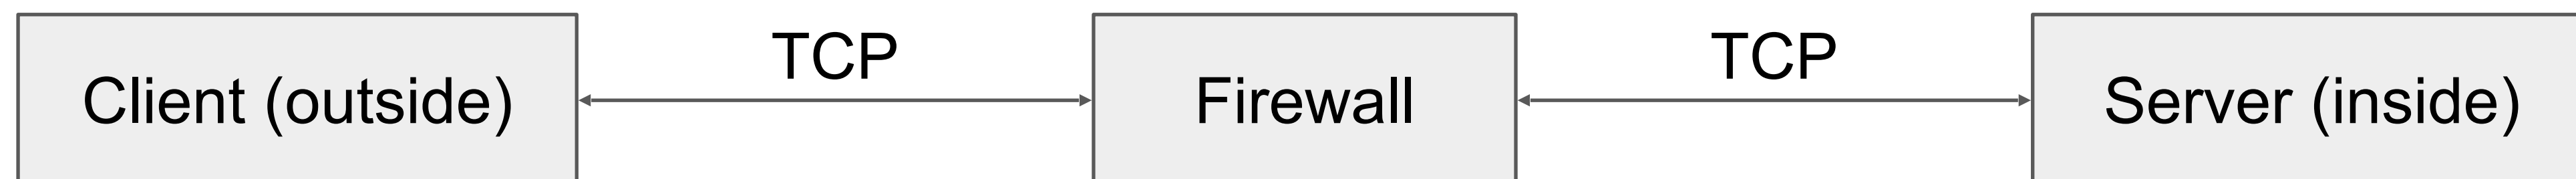 Client (outside)
TCP
Firewall
TCP
Server (inside)